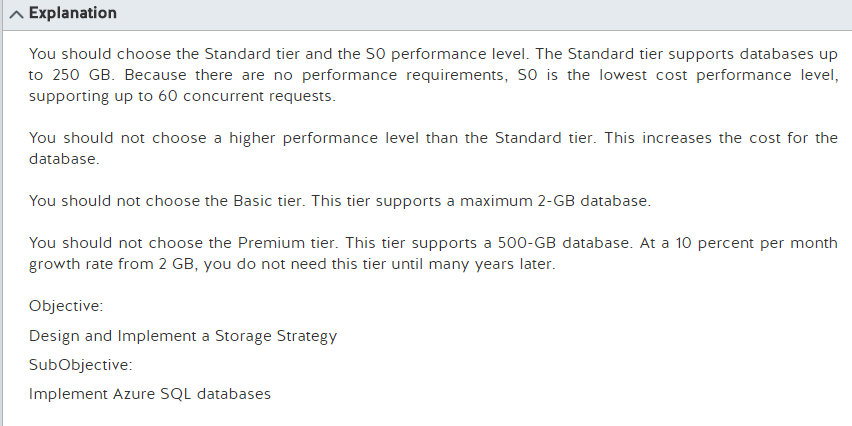 Explanation
You should choose the Standard tier and the S0 performance level. The Standard tier supports databases up
to 250 GB. Because there are no performance requirements, S0 is the lowest cost performance level,
supporting up to 60 concurrent requests.
You should not choose a higher performance level than the Standard tier. This increases the cost for the
database.
You should not choose the Basic tier. This tier supports a maximum 2-GB database.
You should not choose the Premium tier. This tier supports a 500-GB database. At a 10 percent per month
growth rate from 2 GB, you do not need this tier until many years later.
Objective:
Design and Implement a Storage Strategy
SubObjective:
Implement Azure SQL databases